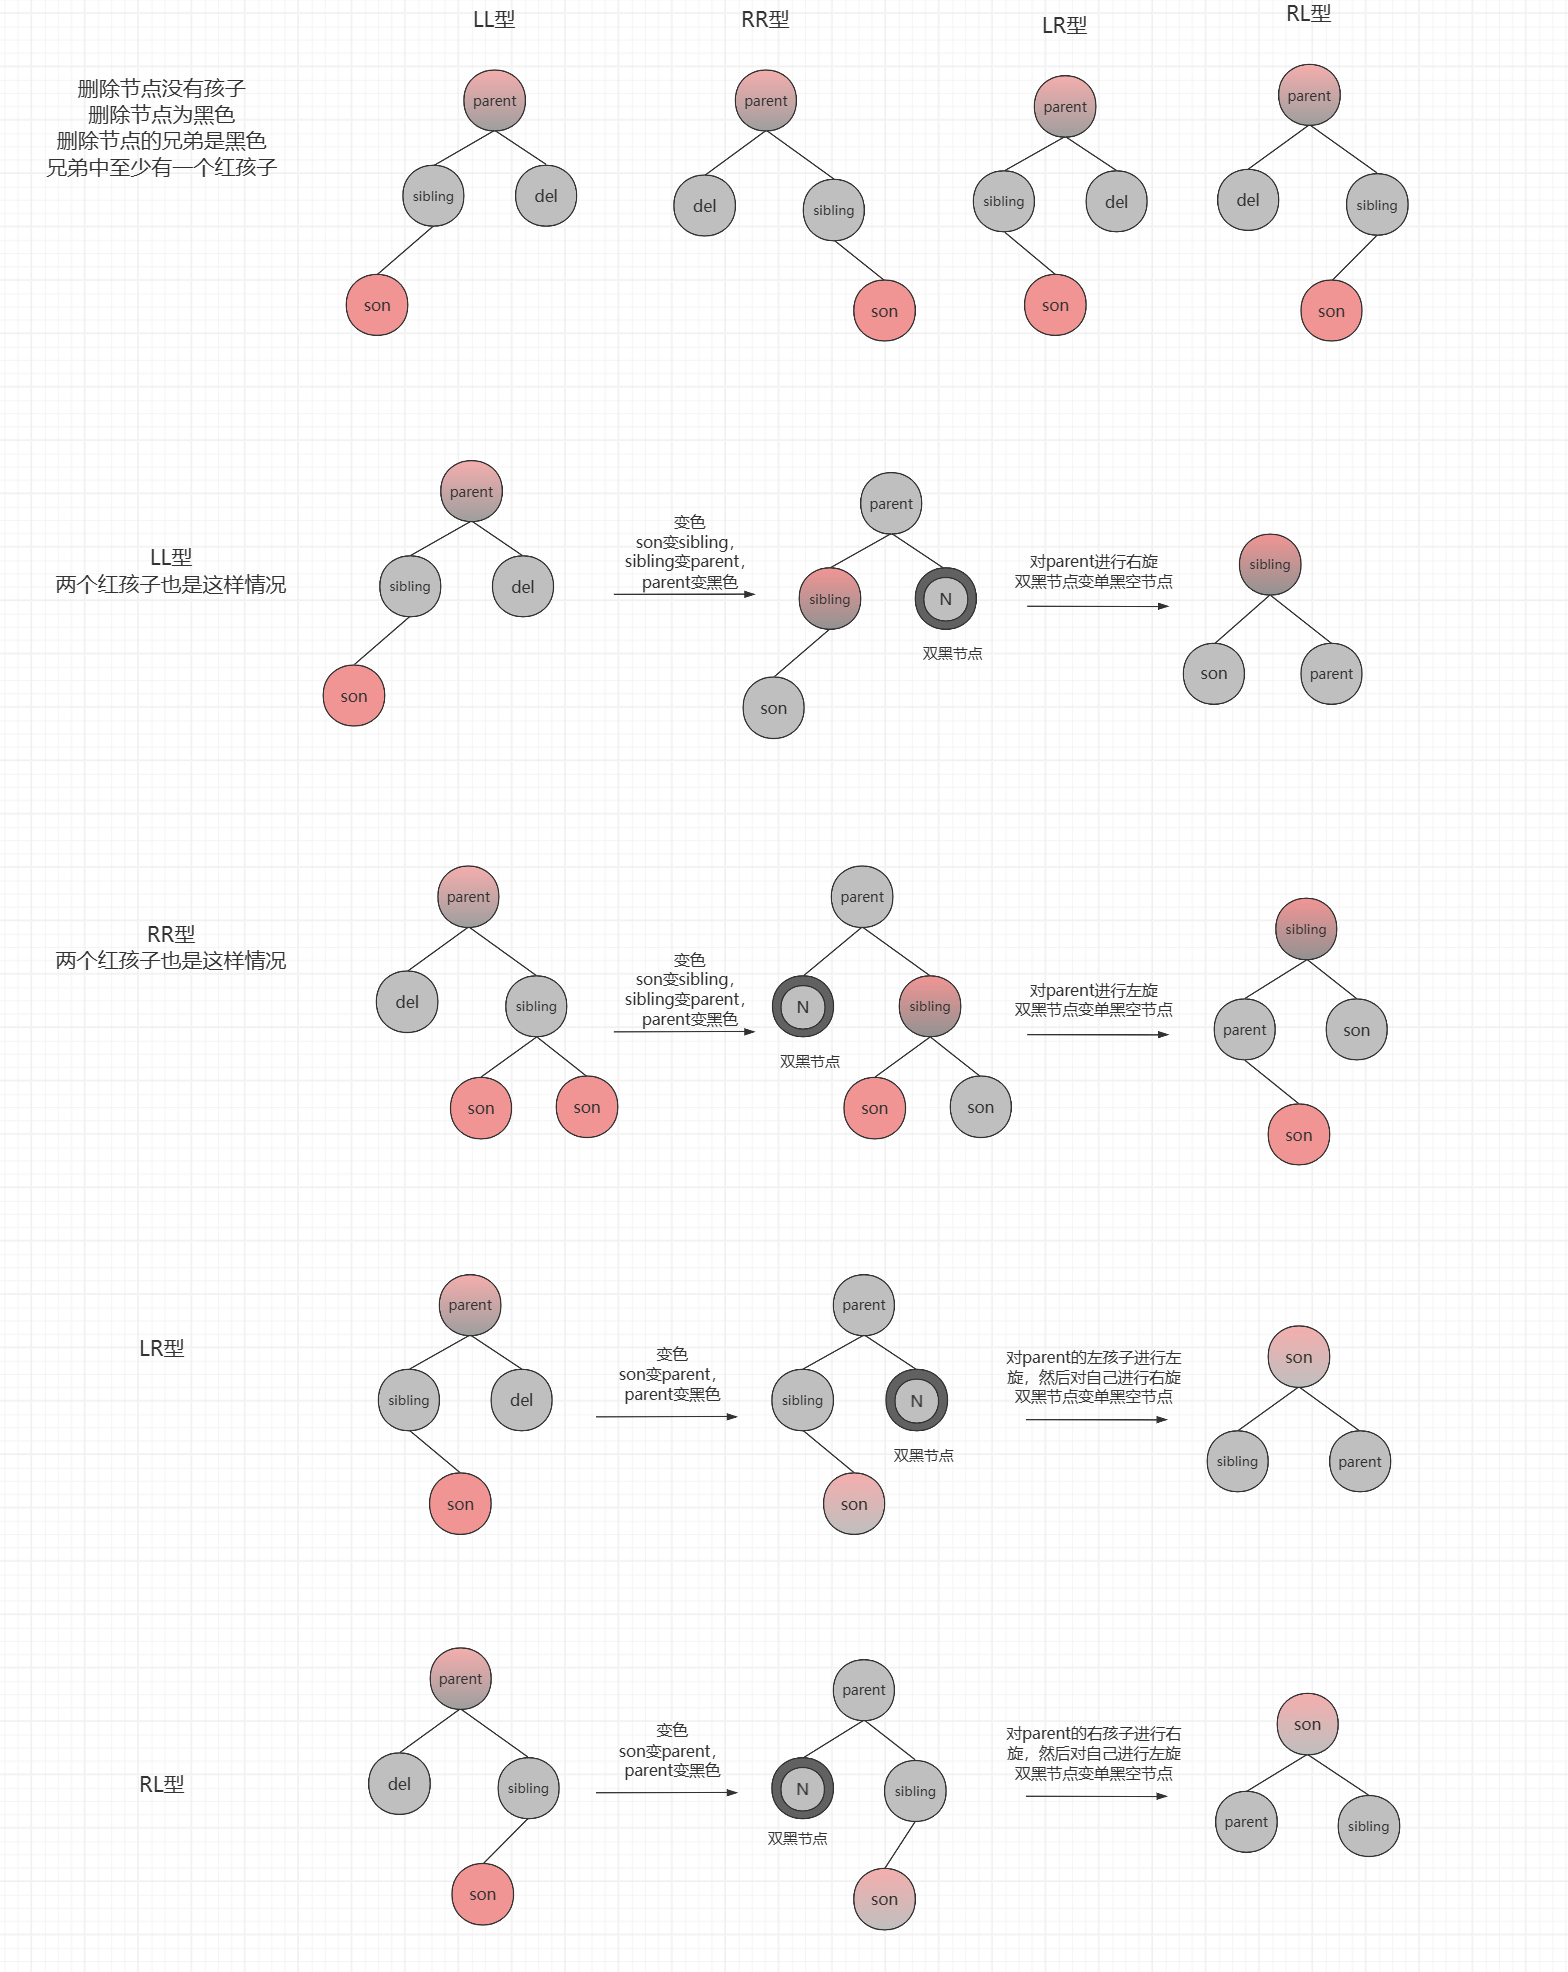 LL型
RR型
LR型
RL型
删除节点没有孩子
删除节点为黑色
删除节点的兄弟是黑色
兄弟中至少有一个红孩子
parent
sibling
del
son
parent
del
sibling
son
parent
sibling
del
son
parent
del
sibling
son
LL型
两个红孩子也是这样情况
parent
sibling
del
son
变色
son变sibling，
sibling变parent，
parent变黑色
parent
sibling
N
双黑节点
son
对parent进行右旋
双黑节点变单黑空节点
sibling
son
parent
RR型
两个红孩子也是这样情况
parent
del
sibling
son
son
变色
son变sibling，
sibling变parent，
parent变黑色
parent
N
sibling
双黑节点
son
son
对parent进行左旋
双黑节点变单黑空节点
sibling
parent
son
son
LR型
parent
sibling
del
son
变色
son变parent，
parent变黑色
parent
sibling
N
双黑节点
son
对parent的左孩子进行左
旋，然后对自己进行右旋
双黑节点变单黑空节点
son
sibling
parent
RL型
parent
del
sibling
son
变色
son变parent，
parent变黑色
parent
N
sibling
双黑节点
son
对parent的右孩子进行右
旋，然后对自己进行左旋
双黑节点变单黑空节点
son
parent
sibling